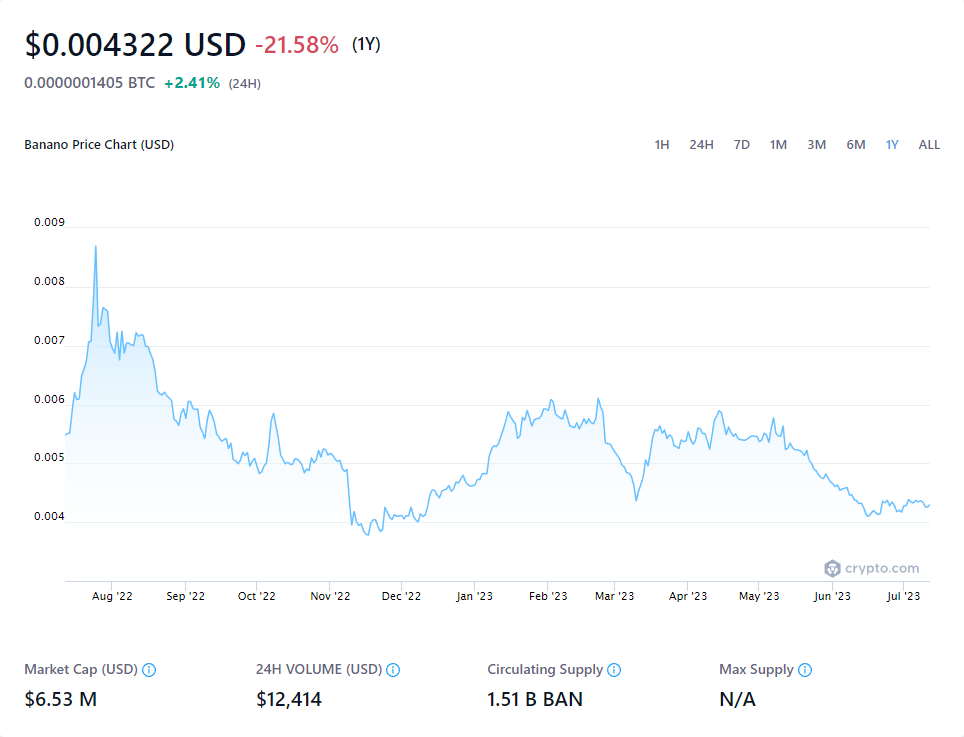 $0.004322 USD -21.58% (1Y)
0.0000001405 BTC +2.41% (24H)
Banano Price Chart (USD) 1H 24H 7D 1M 3M 6M 1Y ALL
0.009
0.008
0.007
0.006
0.005
0.004
crypto.com
Aug '22 Sep '22 Oct '22 Nov '22 Dec '22 Jan '23 Feb '23 Mar '23 Apr '23 May '23 Jun '23 Jul '23
Market Cap (USD) 24H VOLUME (USD) Circulating Supply Max Supply
$6.53 M $12,414 1.51 B BAN N/A